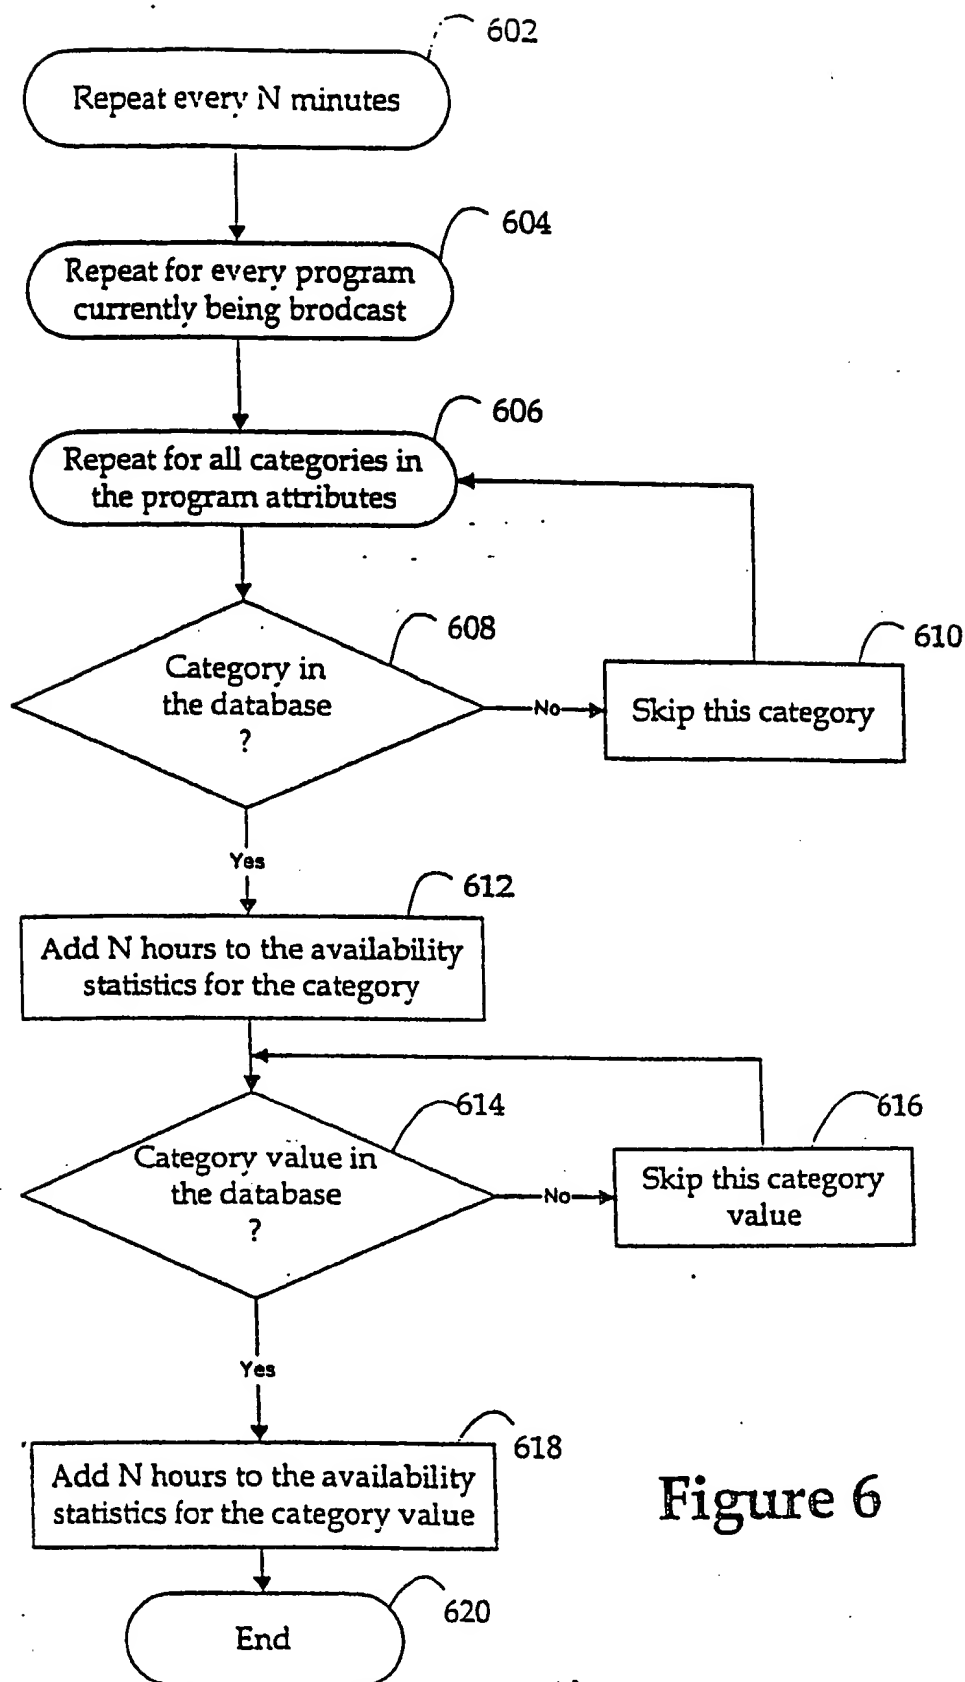 602
Repeat every N minutes
604
Repeat for every program
currently being brodcast
606
Repeat for all categories in
the program attributes
608
Category in
the database
?
No
610
Skip this category
Yes
612
Add N hours to the availability
statistics for the category
614
Category value in
the database
?
No
616
Skip this category
value
Yes
618
Add N hours to the availability
statistics for the category value
Figure 6
620
End